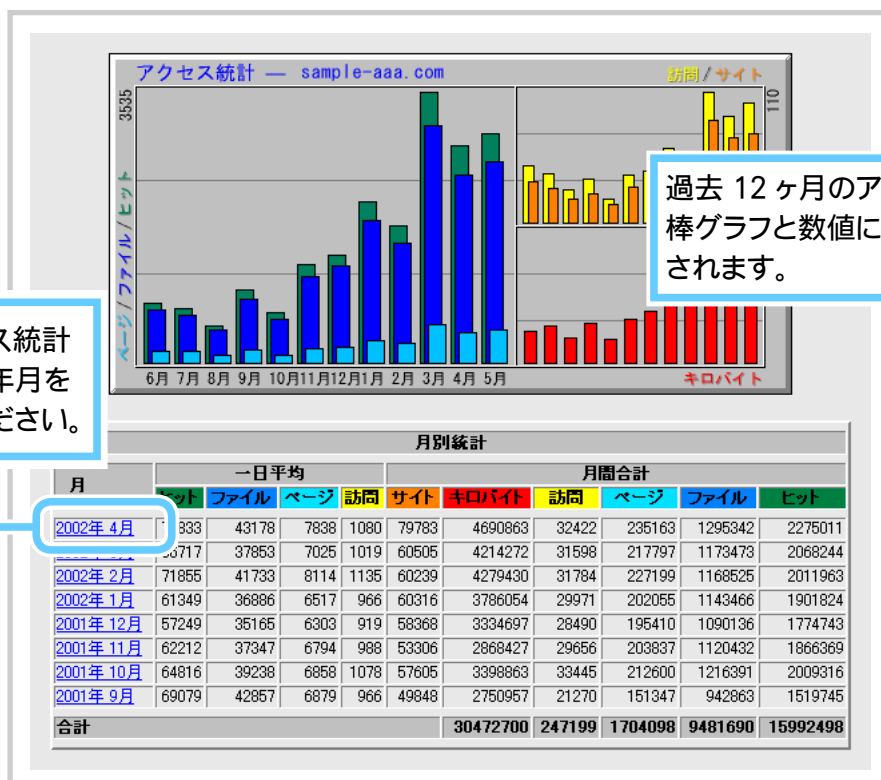 アクセス統計 — sample-aaa.com
訪問/サイト
3535
110
ページ/ファイル/ヒット
過去 12 ヶ月のア
棒グラフと数値に
されます。
ス統計
年月を
ださい。
6月 7月 8月 9月 10月11月12月1月 2月 3月 4月 5月
キロバイト
月別統計
月 一日平均 月間合計
ヒット ファイル ページ 訪問 サイト キロバイト 訪問 ページ ファイル ヒット
2002年 4月 833 43178 7838 1080 79783 4690863 32422 235163 1295342 2275011
717 37853 7025 1019 60505 4214272 31598 217797 1173473 2068244
2002年 2月 71855 41733 8114 1135 60239 4279430 31784 227199 1168525 2011963
2002年 1月 61349 36886 6517 966 60316 3786054 29971 202055 1143466 1901824
2001年 12月 57249 35165 6303 919 58368 3334697 28490 195410 1090136 1774743
2001年 11月 62212 37347 6794 988 53306 2868427 29656 203837 1120432 1866369
2001年 10月 64816 39238 6858 1078 57605 3398863 33445 212600 1216391 2009316
2001年 9月 69079 42857 6879 966 49848 2750957 21270 151347 942863 1519745
合計 30472700 247199 1704098 9481690 15992498